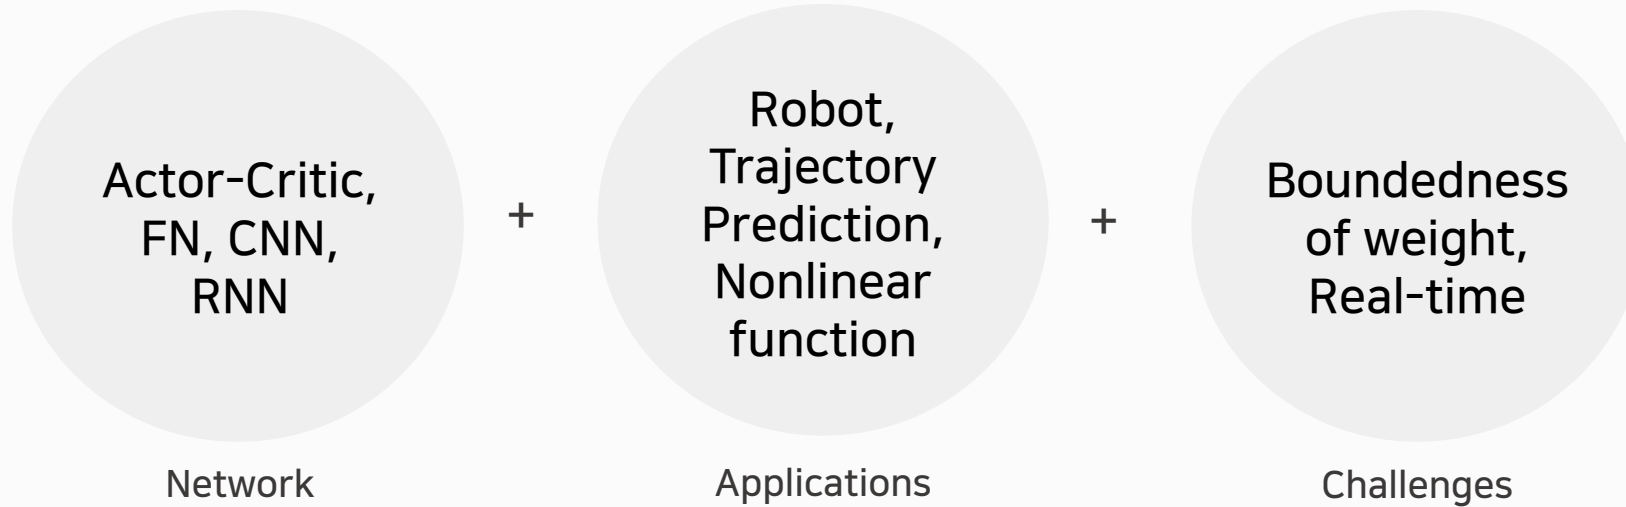 Actor-Critic,
FN, CNN,
RNN
Network
+
Robot,
Trajectory
Prediction,
Nonlinear
function
Applications
+
Boundedness
of weight,
Real-time
Challenges